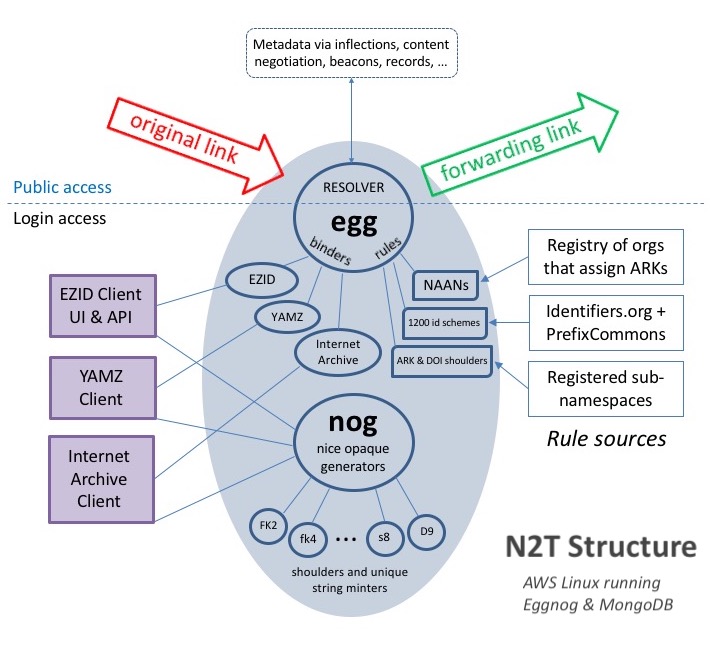 Metadata via inflections, content
negotiation, beacons, records, ...
original link
forwarding link
Public access
Login access
RESOLVER
egg
binders
rules
EZID
YAMZ
Internet
Archive
NAANs
1200 id schemes
ARK & DOI shoulders
Registry of orgs
that assign ARKs
Identifiers.org +
PrefixCommons
Registered sub-
namespaces
Rule sources
EZID Client
UI & API
YAMZ
Client
Internet
Archive
Client
nog
nice opaque
generators
FK2
fk4
...
s8
D9
shoulders and unique
string minters
N2T Structure
AWS Linux running
Eggnog & MongoDB